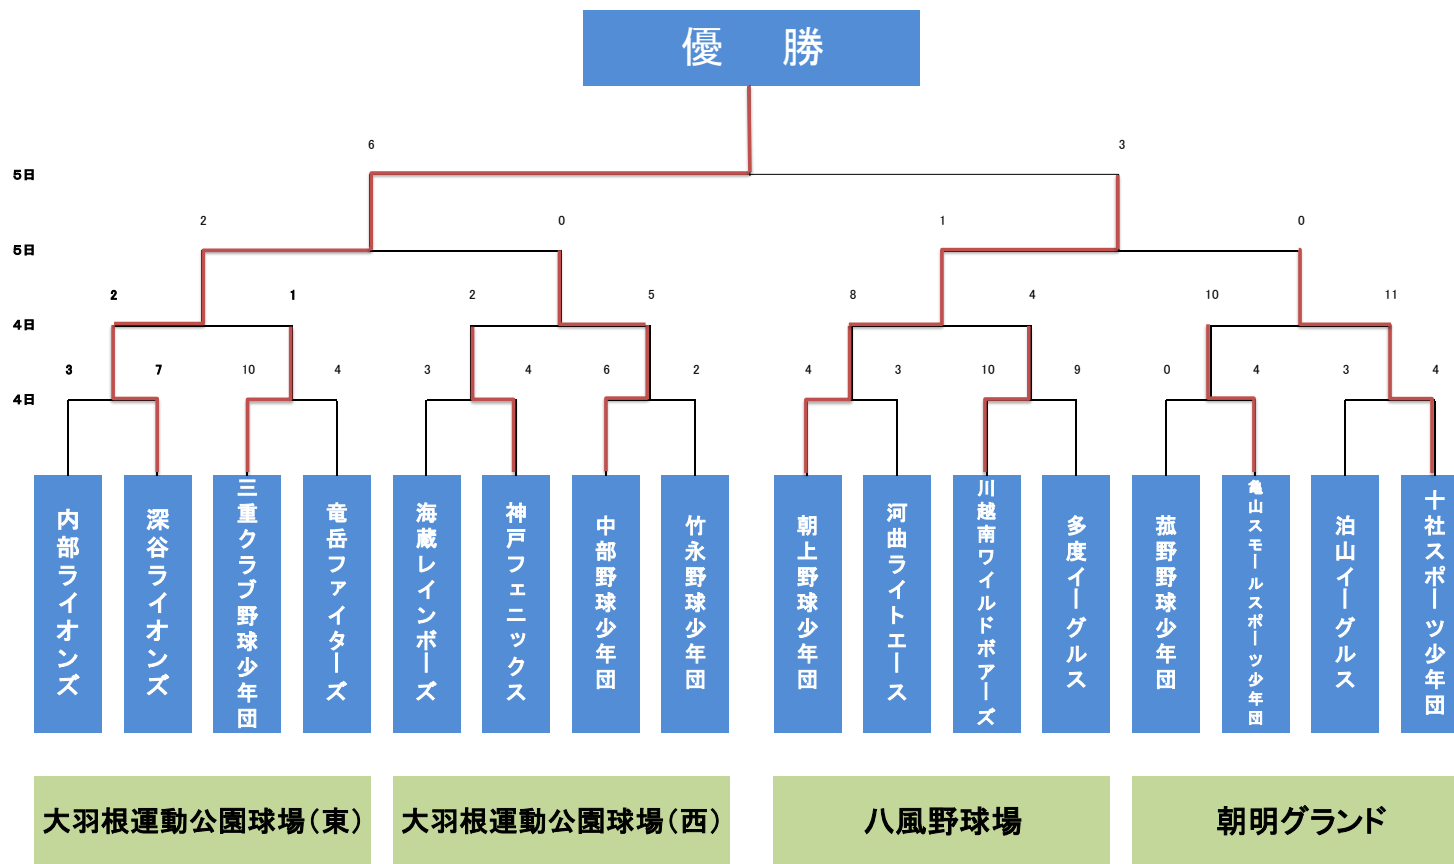 優　勝
6
3
5日
2
0
1
0
5日
2
1
2
5
8
4
10
11
4日
3
7
10
4
3
4
6
2
4
3
10
9
0
4
3
4
4日
内部ライオンズ
深谷ライオンズ
三重クラブ野球少年団
竜岳ファイターズ
海蔵レインボーズ
神戸フェニックス
中部野球少年団
竹永野球少年団
朝上野球少年団
河曲ライトエース
川越南ワイルドボアーズ
多度イーグルス
菰野野球少年団
亀山スモールスポーツ少年団
泊山イーグルス
十社スポーツ少年団
大羽根運動公園球場(東)
大羽根運動公園球場(西)
八風野球場
朝明グランド